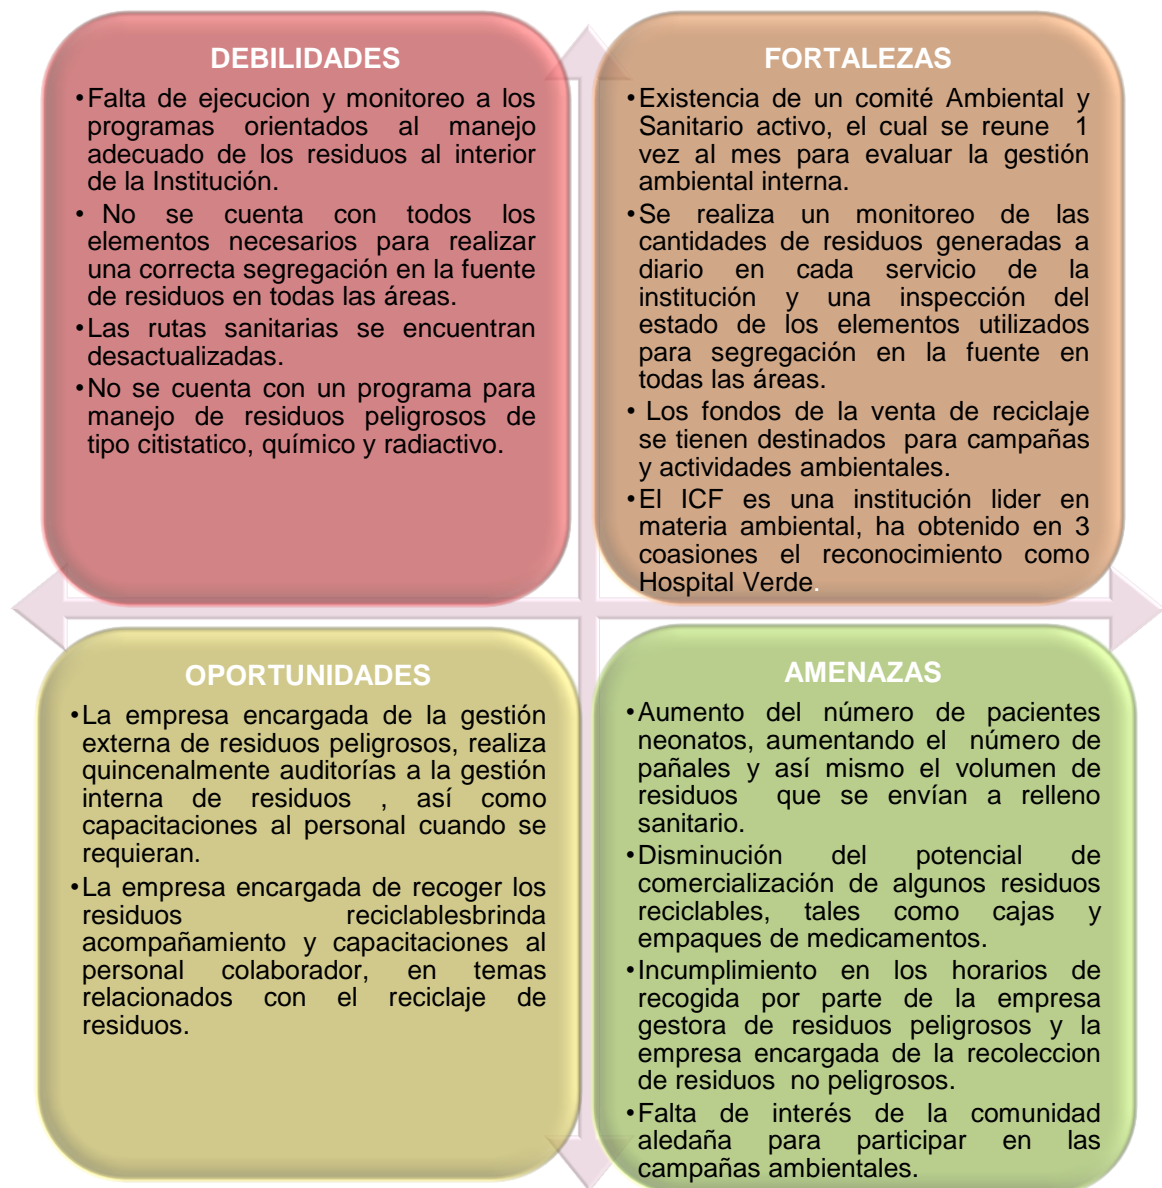 DEBILIDADES
•Falta de ejecucion y monitoreo a los
programas orientados al manejo
adecuado de los residuos al interior
de la Institución.
• No se cuenta con todos los
elementos necesarios para realizar
una correcta segregación en la fuente
de residuos en todas las áreas.
•Las rutas sanitarias se encuentran
desactualizadas.
•No se cuenta con un programa para
manejo de residuos peligrosos de
tipo citistatico, químico y radiactivo.
FORTALEZAS
•Existencia de un comité Ambiental y
Sanitario activo, el cual se reune 1
vez al mes para evaluar la gestión
ambiental interna.
•Se realiza un monitoreo de las
cantidades de residuos generadas a
diario en cada servicio de la
institución y una inspección del
estado de los elementos utilizados
para segregación en la fuente en
todas las áreas.
• Los fondos de la venta de reciclaje
se tienen destinados para campañas
y actividades ambientales.
•El ICF es una institución lider en
materia ambiental, ha obtenido en 3
coasiones el reconocimiento como
Hospital Verde.
OPORTUNIDADES
•La empresa encargada de la gestión
externa de residuos peligrosos, realiza
quincenalmente auditorías a la gestión
interna de residuos , así como
capacitaciones al personal cuando se
requieran.
•La empresa encargada de recoger los
residuos reciclablesbrinda
acompañamiento y capacitaciones al
personal colaborador, en temas
relacionados con el reciclaje de
residuos.
AMENAZAS
•Aumento del número de pacientes
neonatos, aumentando el número de
pañales y así mismo el volumen de
residuos que se envían a relleno
sanitario.
•Disminución del potencial de
comercialización de algunos residuos
reciclables, tales como cajas y
empaques de medicamentos.
•Incumplimiento en los horarios de
recogida por parte de la empresa
gestora de residuos peligrosos y la
empresa encargada de la recoleccion
de residuos no peligrosos.
•Falta de interés de la comunidad
aledaña para participar en las
campañas ambientales.